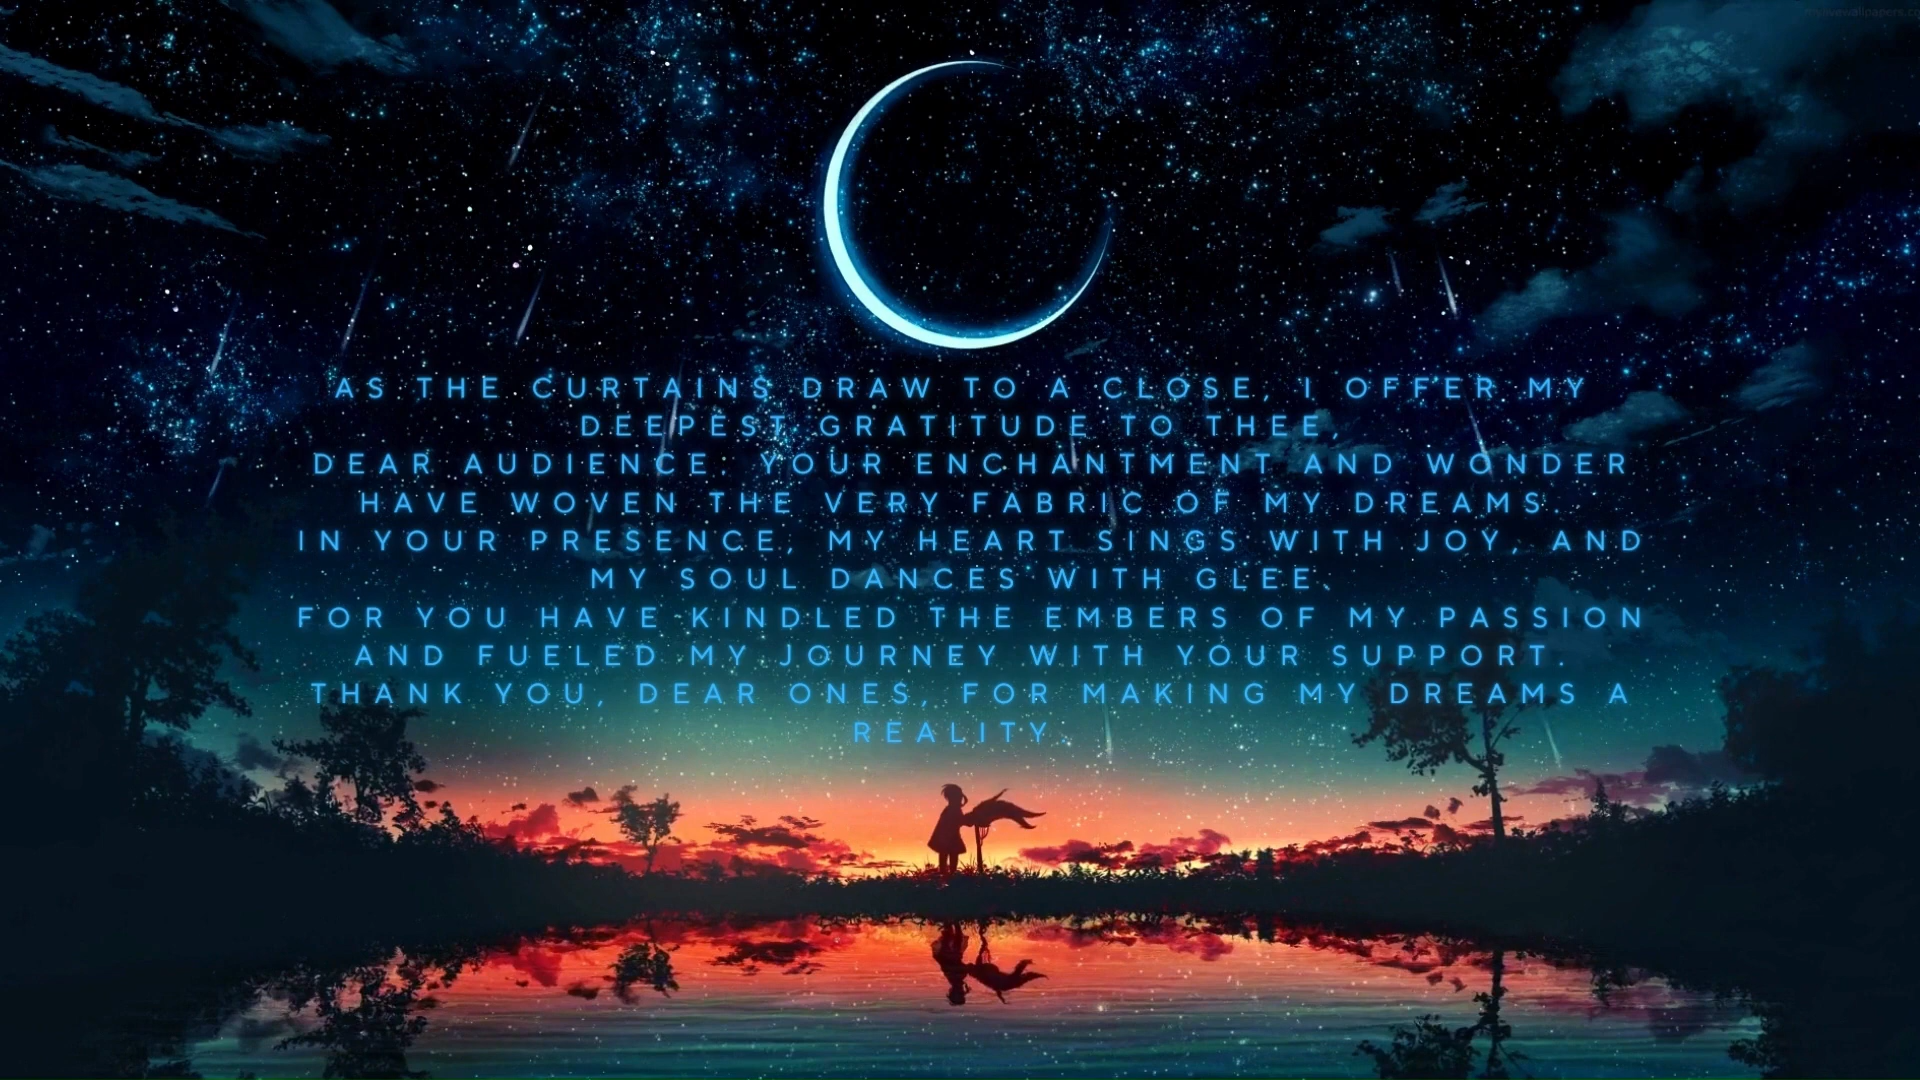 mylivewallpapers.co
AS THE CURTAINS DRAW TO A CLOSE, I OFFER MY
DEEPEST GRATITUDE TO THEE,
DEAR AUDIENCE. YOUR ENCHANTMENT AND WONDER
HAVE WOVEN THE VERY FABRIC OF MY DREAMS.
IN YOUR PRESENCE, MY HEART SINGS WITH JOY, AND
MY SOUL DANCES WITH GLEE.
FOR YOU HAVE KINDLED THE EMBERS OF MY PASSION
AND FUELED MY JOURNEY WITH YOUR SUPPORT.
THANK YOU, DEAR ONES, FOR MAKING MY DREAMS A
REALITY.